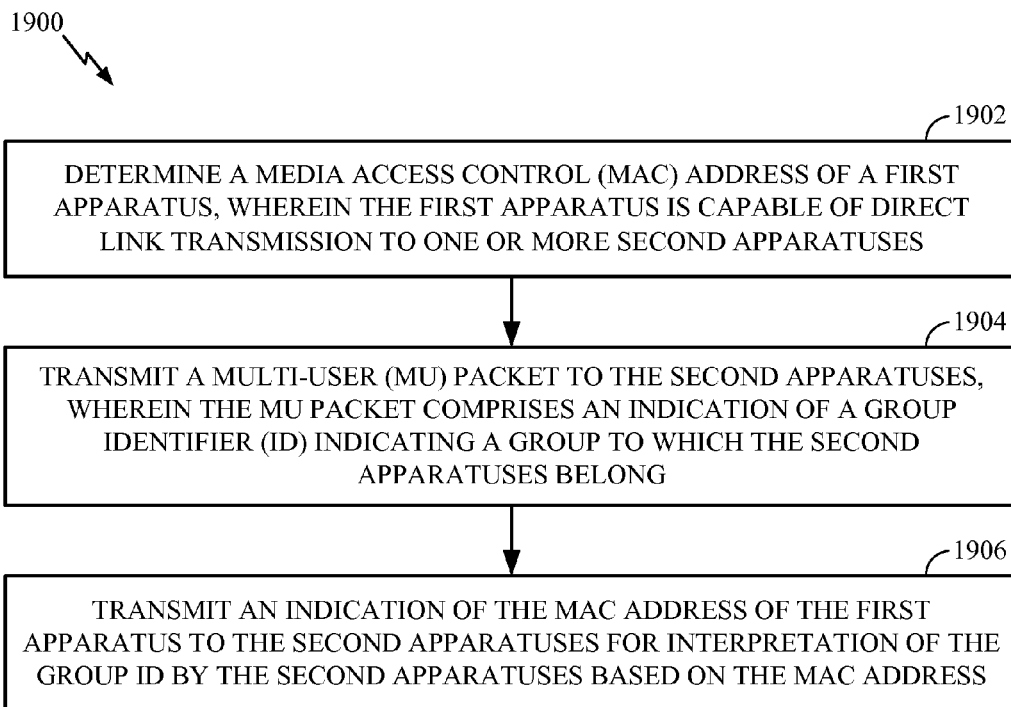 1900
1902
DETERMINE A MEDIA ACCESS CONTROL (MAC) ADDRESS OF A FIRST
APPARATUS, WHEREIN THE FIRST APPARATUS IS CAPABLE OF DIRECT
LINK TRANSMISSION TO ONE OR MORE SECOND APPARATUSES
1904
TRANSMIT A MULTI-USER (MU) PACKET TO THE SECOND APPARATUSES,
WHEREIN THE MU PACKET COMPRISES AN INDICATION OF A GROUP
IDENTIFIER (ID) INDICATING A GROUP TO WHICH THE SECOND
APPARATUSES BELONG
1906
TRANSMIT AN INDICATION OF THE MAC ADDRESS OF THE FIRST
APPARATUS TO THE SECOND APPARATUSES FOR INTERPRETATION OF THE
GROUP ID BY THE SECOND APPARATUSES BASED ON THE MAC ADDRESS